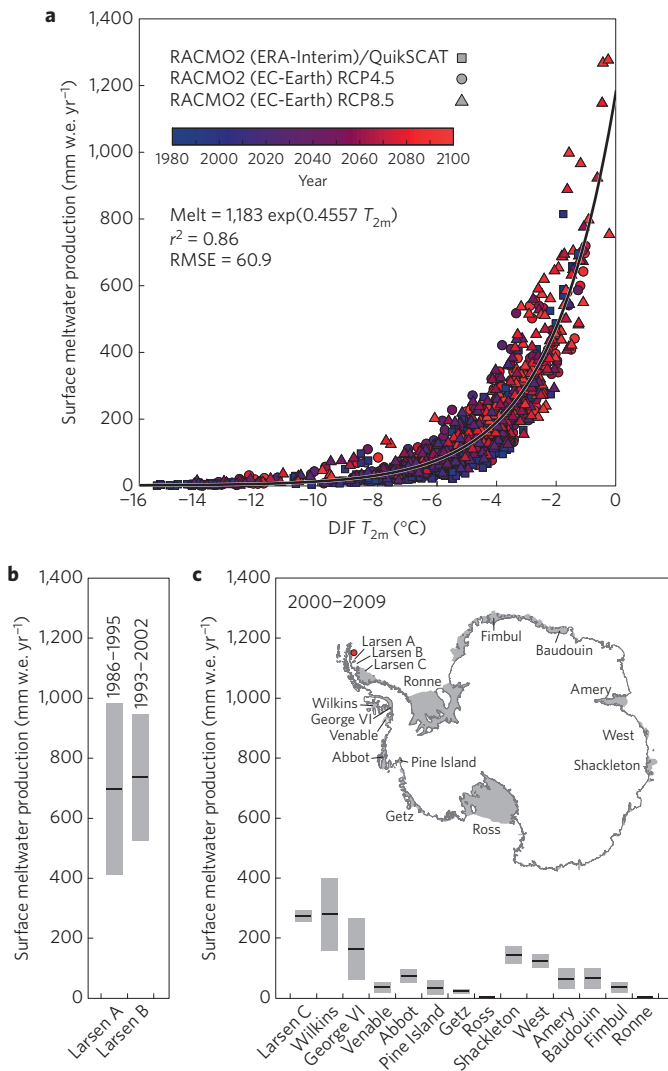 a
1,400
1,200
1,000
800
600
400
200
0
Surface meltwater production (mm w.e. yr⁻¹)
RACMO2 (ERA-Interim)/QuikSCAT
RACMO2 (EC-Earth) RCP4.5
RACMO2 (EC-Earth) RCP8.5
1980 2000 2020 2040 2060 2080 2100
Year
Melt = 1,183 exp(0.4557 T₂ₘ)
r² = 0.86
RMSE = 60.9
−16 −14 −12 −10 −8 −6 −4 −2 0
DJF T₂ₘ (°C)
b
1,400
1,200
1,000
800
600
400
200
0
Surface meltwater production (mm w.e. yr⁻¹)
1986–1995
1993–2002
Larsen A
Larsen B
c
1,400
1,200
1,000
800
600
400
200
0
Surface meltwater production (mm w.e. yr⁻¹)
2000–2009
Larsen A
Larsen B
Larsen C
Ronne
Fimbul
Baudouin
Wilkins
George VI
Venable
Amery
West
Abbot
Pine Island
Shackleton
Getz
Ross
Larsen C
Wilkins
George VI
Venable
Abbot
Pine Island
Getz
Ross
Shackleton
West
Amery
Baudouin
Fimbul
Ronne